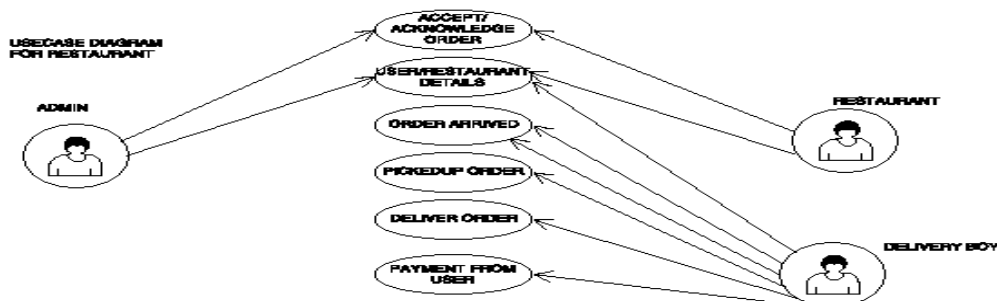 USECASE DIAGRAM
FOR RESTAURANT
ACCEPT/
ACKNOWLEDGE
ORDER
USER/RESTAURANT
DETAILS
ADMIN
RESTAURANT
ORDER ARRIVED
PICKEDUP ORDER
DELIVER ORDER
DELIVERY BOY
PAYMENT FROM
USER